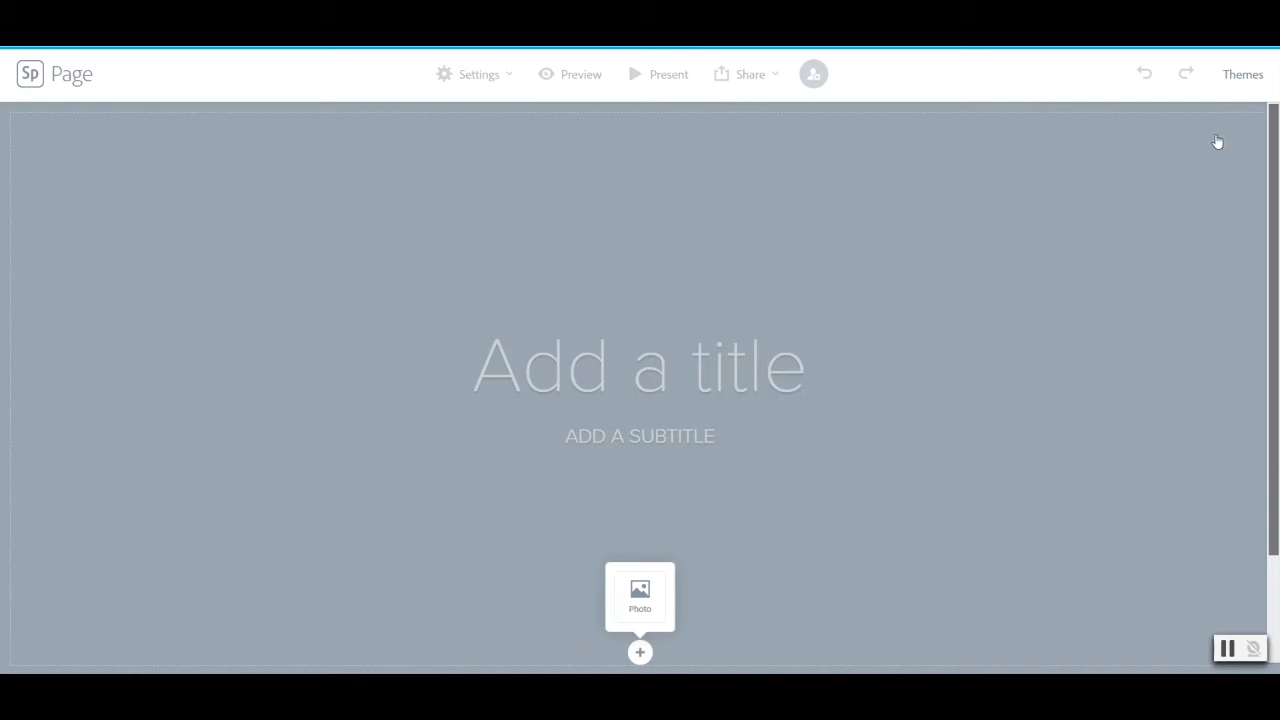 Sp Page
Settings Preview Present Share Themes
Add a title
ADD A SUBTITLE
Photo